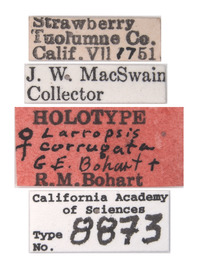 Strawberry
Tuolumne Co.
Calif. VII 1751
J. W. MacSwain
Collector
HOLOTYPE
♀ Larropsis
corrugata
G.E. Bohart +
R.M. Bohart
California Academy
of Sciences
Type
No. 8873